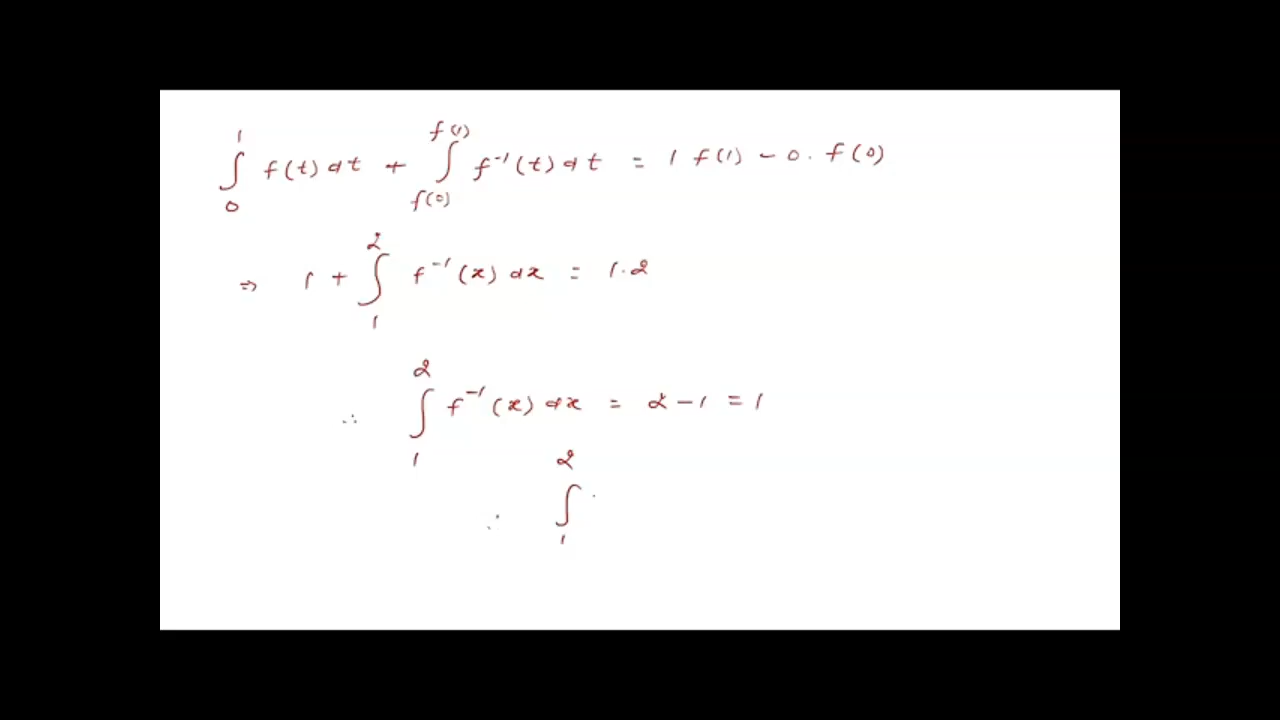 ∫₀¹ f(t) dt + ∫_{f(0)}^{f(1)} f⁻¹(t) dt = 1 f(1) - 0. f(0)
⇒ 1 + ∫₁² f⁻¹(x) dx = 1.2
∴ ∫₁² f⁻¹(x) dx = 2 - 1 = 1
∴ ∫₁²